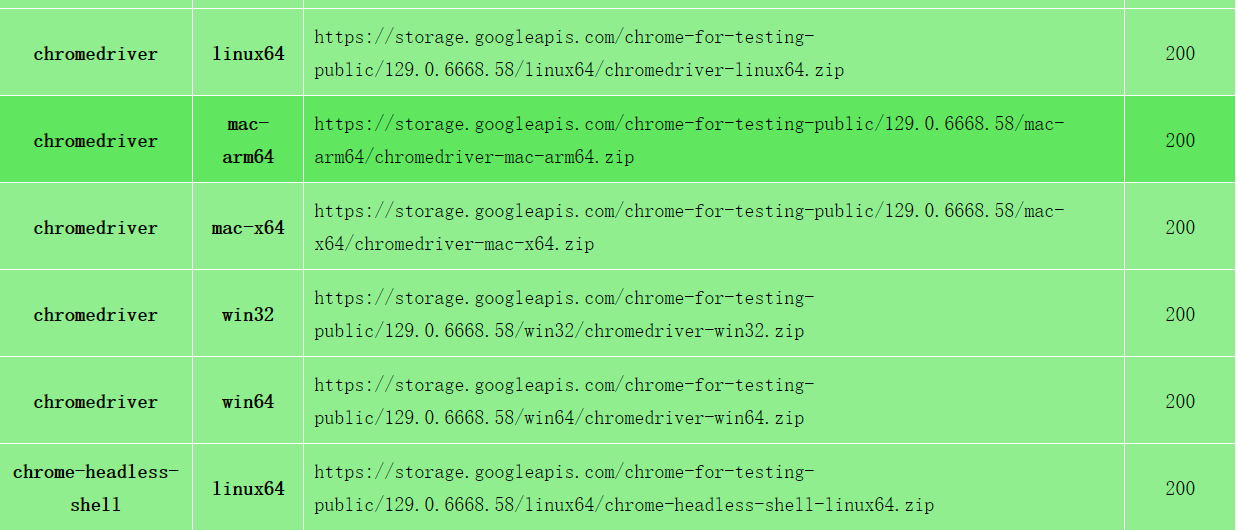 chromedriver linux64 https://storage.googleapis.com/chrome-for-testing-
public/129.0.6668.58/linux64/chromedriver-linux64.zip 200
chromedriver mac-
arm64 https://storage.googleapis.com/chrome-for-testing-public/129.0.6668.58/mac-
arm64/chromedriver-mac-arm64.zip 200
chromedriver mac-x64 https://storage.googleapis.com/chrome-for-testing-public/129.0.6668.58/mac-
x64/chromedriver-mac-x64.zip 200
chromedriver win32 https://storage.googleapis.com/chrome-for-testing-
public/129.0.6668.58/win32/chromedriver-win32.zip 200
chromedriver win64 https://storage.googleapis.com/chrome-for-testing-
public/129.0.6668.58/win64/chromedriver-win64.zip 200
chrome-headless-
shell linux64 https://storage.googleapis.com/chrome-for-testing-
public/129.0.6668.58/linux64/chrome-headless-shell-linux64.zip 200